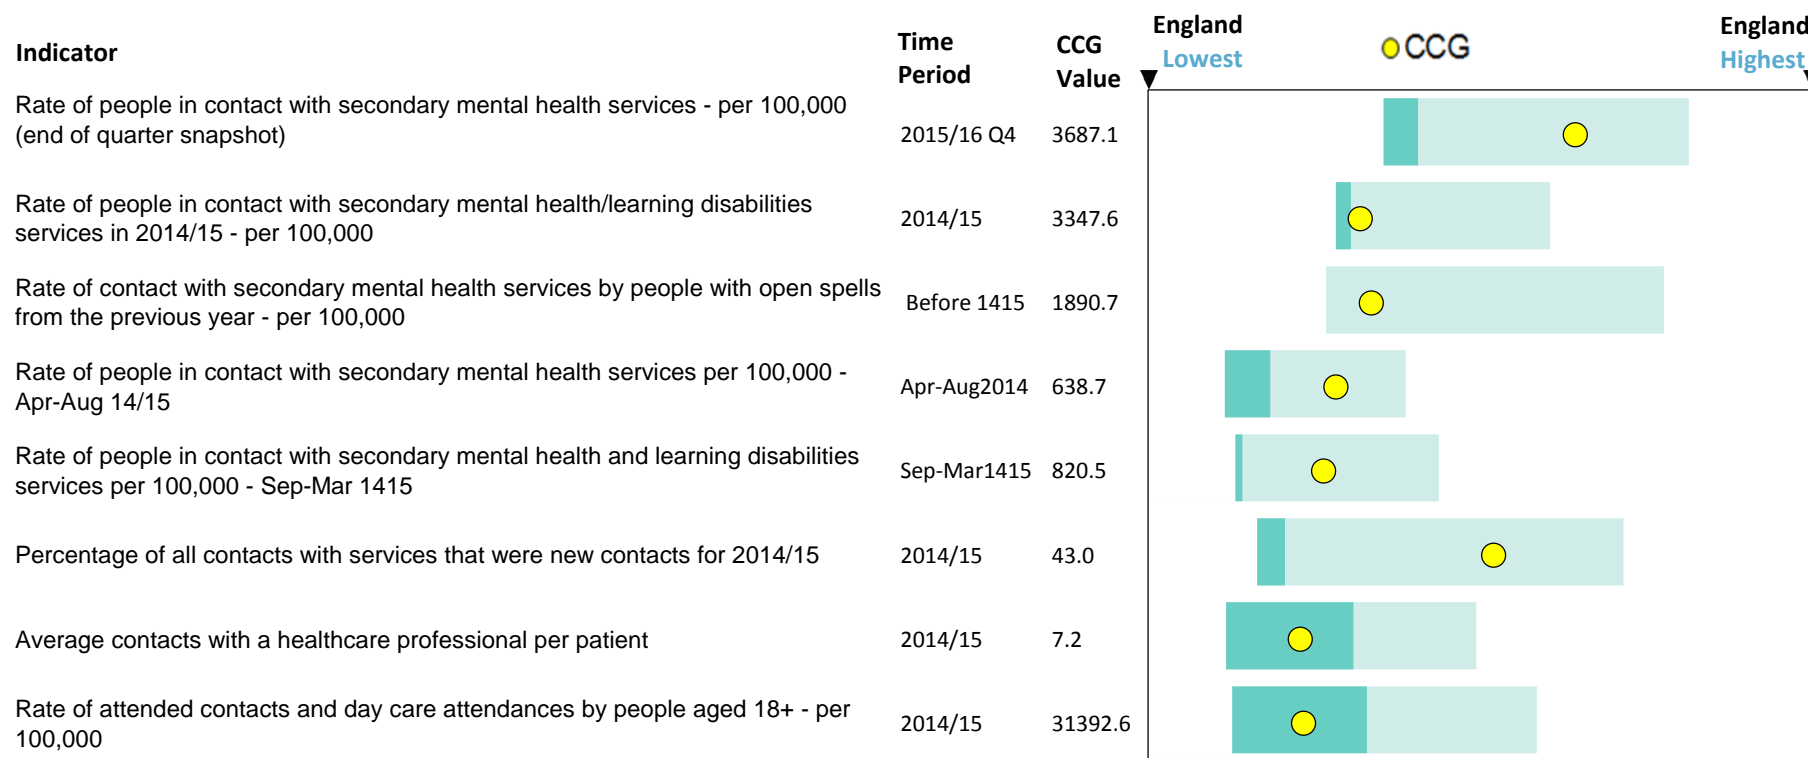 England
England
Indicator
Time Period
CCG Value
Lowest
CCG
Highest
Rate of people in contact with secondary mental health services - per 100,000
(end of quarter snapshot)
2015/16 Q4
3687.1
Rate of people in contact with secondary mental health/learning disabilities
services in 2014/15 - per 100,000
2014/15
3347.6
Rate of contact with secondary mental health services by people with open spells
from the previous year - per 100,000
Before 1415
1890.7
Rate of people in contact with secondary mental health services per 100,000 -
Apr-Aug 14/15
Apr-Aug2014
638.7
Rate of people in contact with secondary mental health and learning disabilities
services per 100,000 - Sep-Mar 1415
Sep-Mar1415
820.5
Percentage of all contacts with services that were new contacts for 2014/15
2014/15
43.0
Average contacts with a healthcare professional per patient
2014/15
7.2
Rate of attended contacts and day care attendances by people aged 18+ - per
100,000
2014/15
31392.6